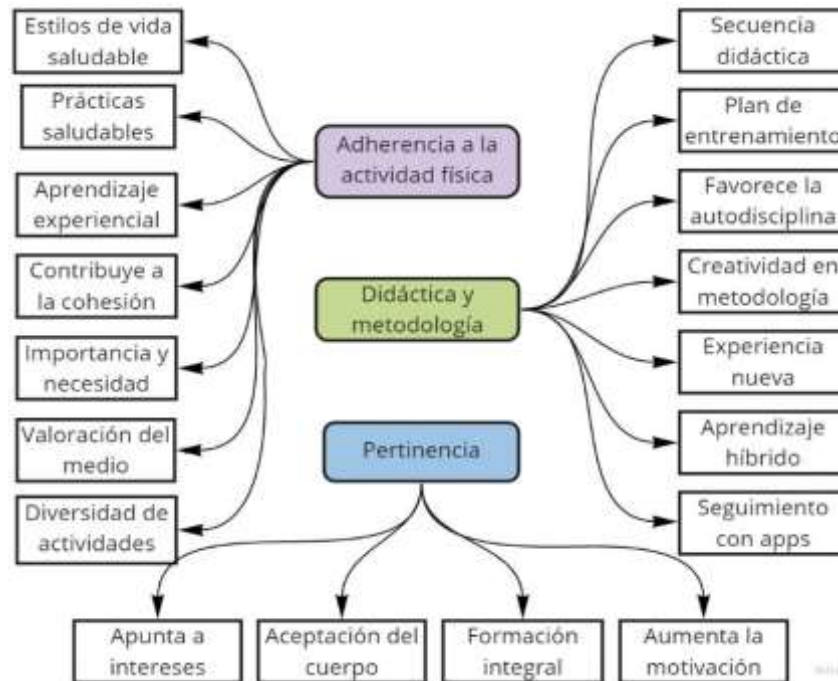 Estilos de vida
saludable
Prácticas
saludables
Aprendizaje
experiencial
Contribuye a
la cohesión
Importancia y
necesidad
Valoración del
medio
Diversidad de
actividades
Adherencia a la
actividad física
Didáctica y
metodología
Pertinencia
Secuencia
didáctica
Plan de
entrenamiento
Favorece la
autodisciplina
Creatividad en
metodología
Experiencia
nueva
Aprendizaje
híbrido
Seguimiento
con apps
Apunta a
intereses
Aceptación del
cuerpo
Formación
integral
Aumenta la
motivación